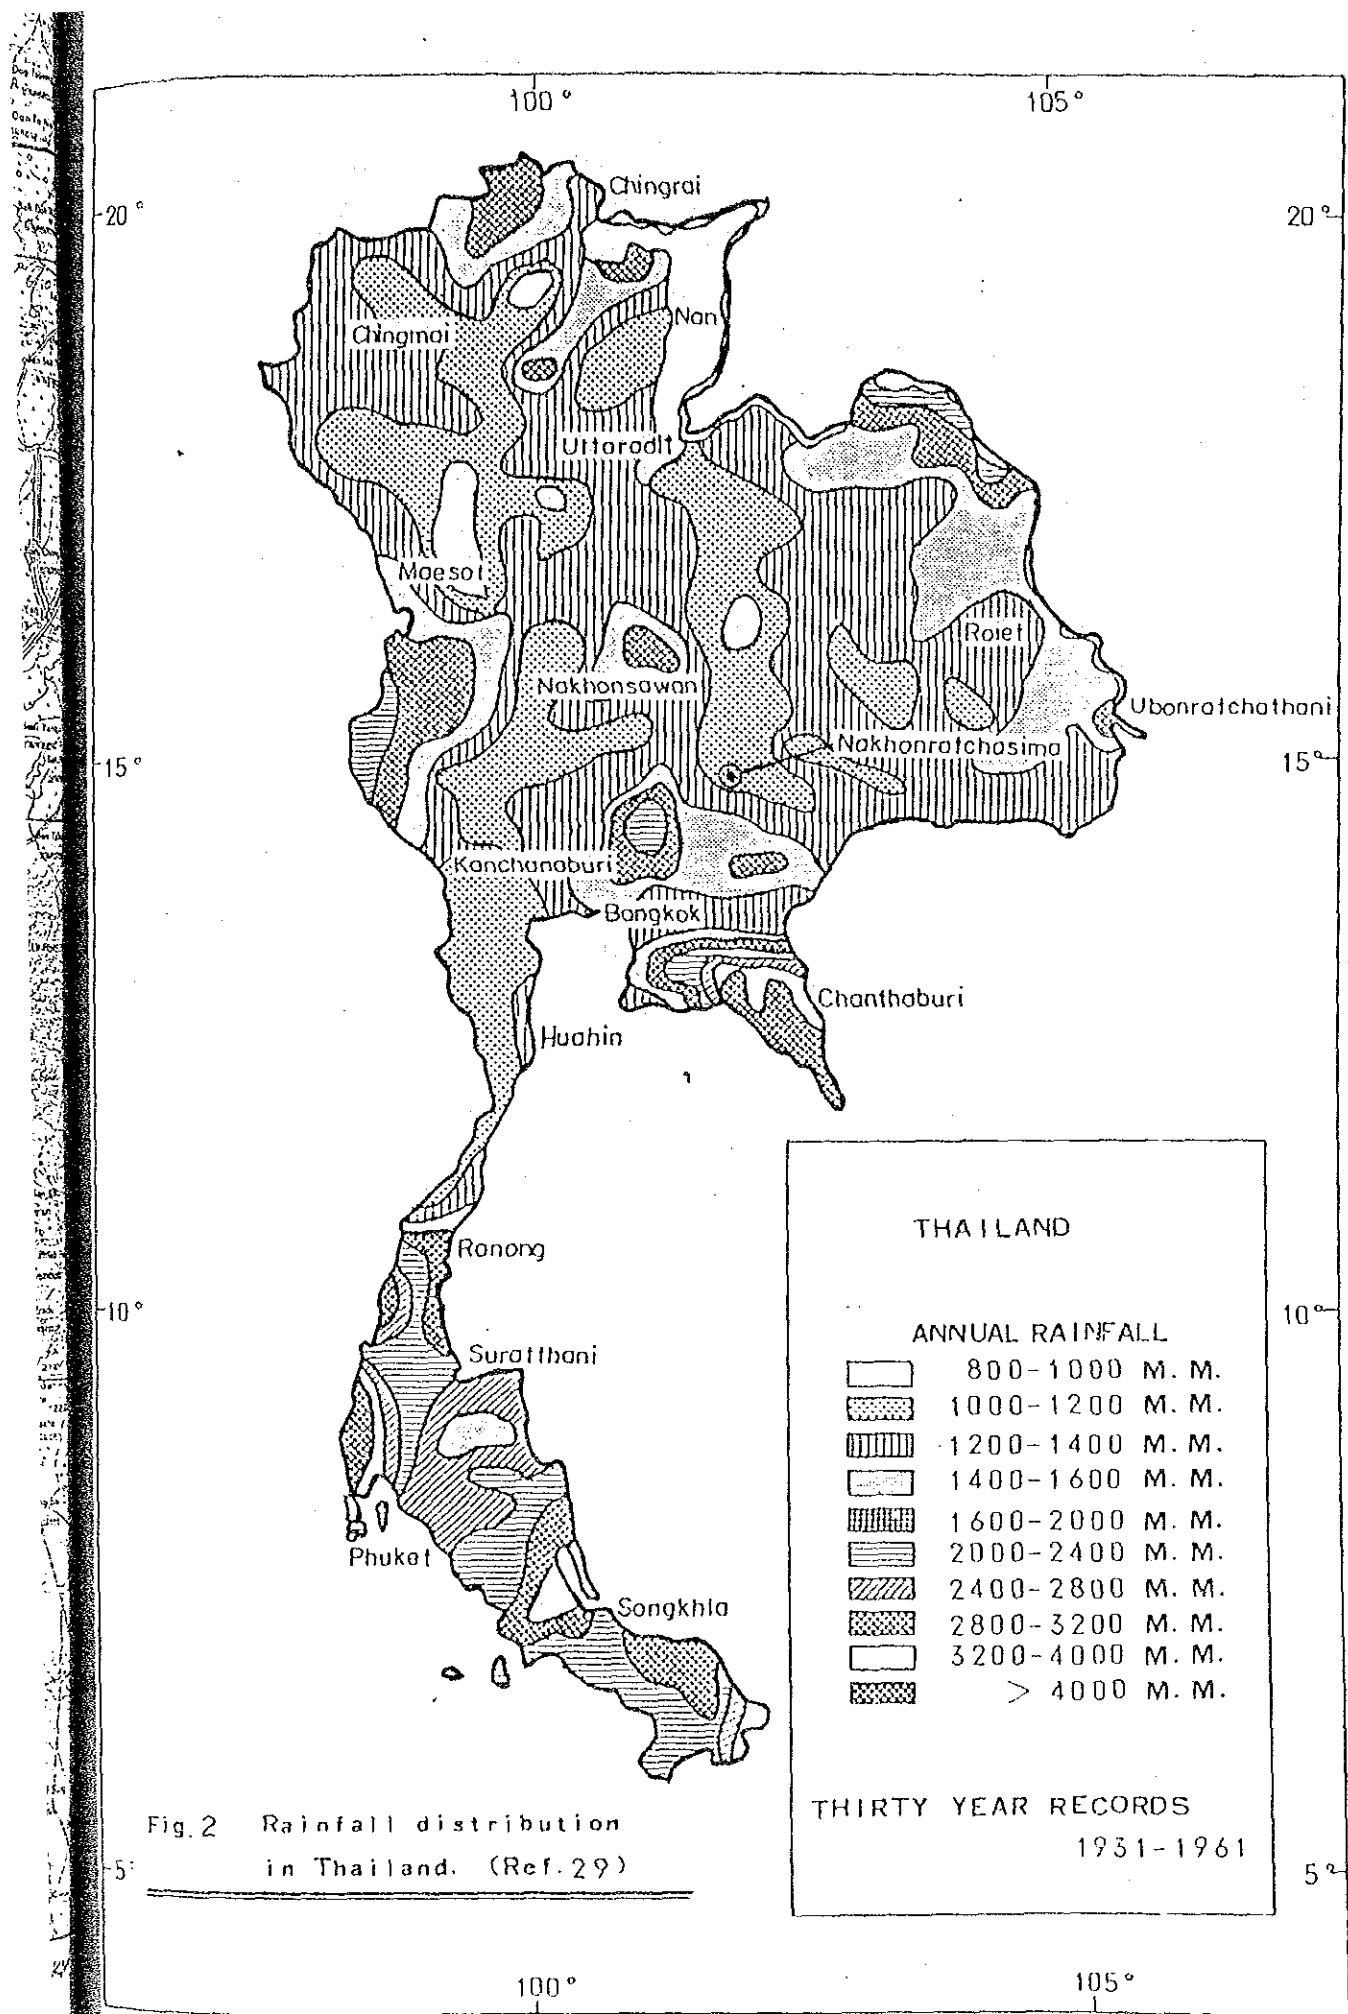 100° 105°
Chingrai
20° 20°
Nan
Chingmai
Uttaradit
Maesot
Roiet
Nakhonsawan
Ubonratchathani
Nakhonratchasima
15° 15°
Kanchanaburi
Bangkok
Chanthaburi
Huahin
THAILAND
Ranong
10° 10°
ANNUAL RAINFALL
Suratthani
800-1000 M.M.
1000-1200 M.M.
1200-1400 M.M.
1400-1600 M.M.
1600-2000 M.M.
2000-2400 M.M.
Phuket
2400-2800 M.M.
Songkhla
2800-3200 M.M.
3200-4000 M.M.
> 4000 M.M.
THIRTY YEAR RECORDS
1931-1961
Fig. 2 Rainfall distribution
in Thailand. (Ref. 29)
5° 5°
100° 105°